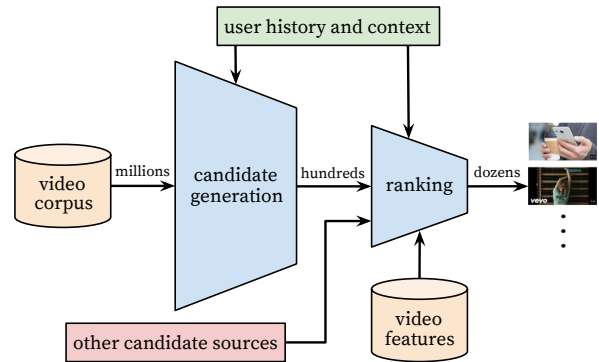 user history and context
video
corpus
millions
candidate
generation
hundreds
ranking
dozens
vevo
other candidate sources
video
features